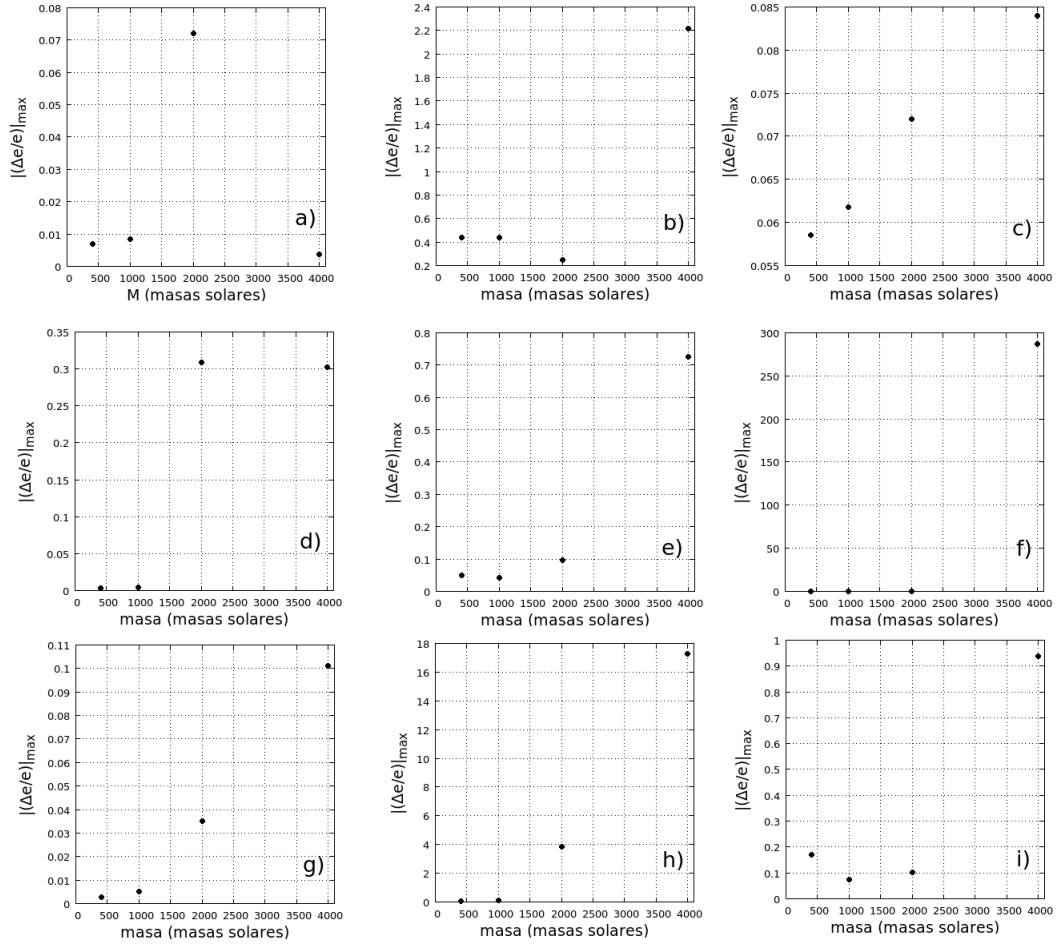 0.08
0.07
0.06
0.05
0.04
0.03
0.02
0.01
0
|(Δe/e)|max
a)
0 500 1000 1500 2000 2500 3000 3500 4000
M (masas solares)
2.4
2.2
2
1.8
1.6
1.4
1.2
1
0.8
0.6
0.4
0.2
|(Δe/e)|max
b)
0 500 1000 1500 2000 2500 3000 3500 4000
masa (masas solares)
0.085
0.08
0.075
0.07
0.065
0.06
0.055
|(Δe/e)|max
c)
0 500 1000 1500 2000 2500 3000 3500 4000
masa (masas solares)
0.35
0.3
0.25
0.2
0.15
0.1
0.05
0
|(Δe/e)|max
d)
0 500 1000 1500 2000 2500 3000 3500 4000
masa (masas solares)
0.8
0.7
0.6
0.5
0.4
0.3
0.2
0.1
0
|(Δe/e)|max
e)
0 500 1000 1500 2000 2500 3000 3500 4000
masa (masas solares)
300
250
200
150
100
50
0
|(Δe/e)|max
f)
0 500 1000 1500 2000 2500 3000 3500 4000
masa (masas solares)
0.11
0.1
0.09
0.08
0.07
0.06
0.05
0.04
0.03
0.02
0.01
0
|(Δe/e)|max
g)
0 500 1000 1500 2000 2500 3000 3500 4000
masa (masas solares)
18
16
14
12
10
8
6
4
2
0
|(Δe/e)|max
h)
0 500 1000 1500 2000 2500 3000 3500 4000
masa (masas solares)
1
0.9
0.8
0.7
0.6
0.5
0.4
0.3
0.2
0.1
0
|(Δe/e)|max
i)
0 500 1000 1500 2000 2500 3000 3500 4000
masa (masas solares)